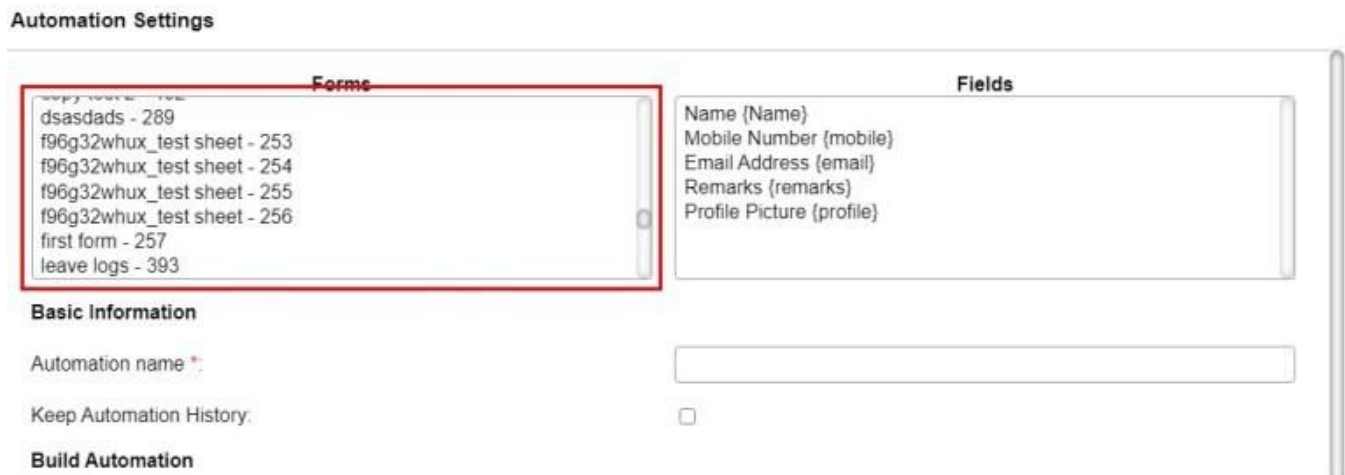 Automation Settings
Forms
dsasdads - 289
f96g32whux_test sheet - 253
f96g32whux_test sheet - 254
f96g32whux_test sheet - 255
f96g32whux_test sheet - 256
first form - 257
leave logs - 393
Fields
Name {Name}
Mobile Number {mobile}
Email Address {email}
Remarks {remarks}
Profile Picture {profile}
Basic Information
Automation name *:
Keep Automation History:
Build Automation